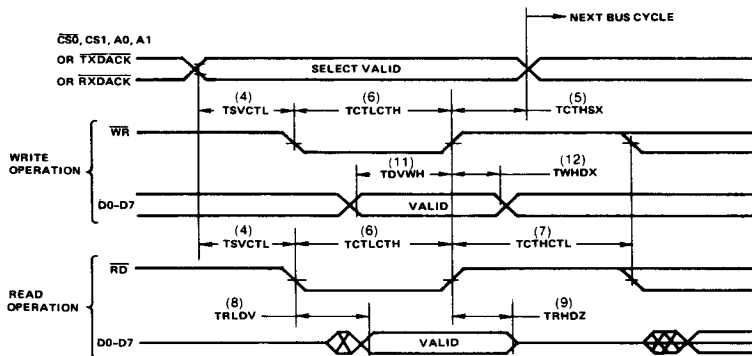 NEXT BUS CYCLE
CS0, CS1, A0, A1
OR TXDACK
OR RXDACK
SELECT VALID
(4) (6) (5)
TSVCTL TCTLCTH TCTHSX
WR
WRITE
OPERATION
(11) (12)
TDVWH TWHDX
D0-D7 VALID
(4) (6) (7)
TSVCTL TCTLCTH TCTHCTL
RD
READ
OPERATION
(8) (9)
TRLDV TRHDZ
D0-D7 VALID